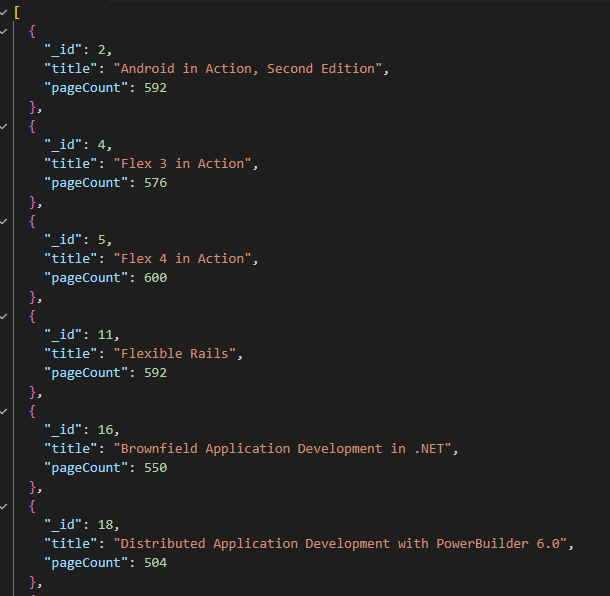 [
{
"_id": 2,
"title": "Android in Action, Second Edition",
"pageCount": 592
},
{
"_id": 4,
"title": "Flex 3 in Action",
"pageCount": 576
},
{
"_id": 5,
"title": "Flex 4 in Action",
"pageCount": 600
},
{
"_id": 11,
"title": "Flexible Rails",
"pageCount": 592
},
{
"_id": 16,
"title": "Brownfield Application Development in .NET",
"pageCount": 550
},
{
"_id": 18,
"title": "Distributed Application Development with PowerBuilder 6.0",
"pageCount": 504
},